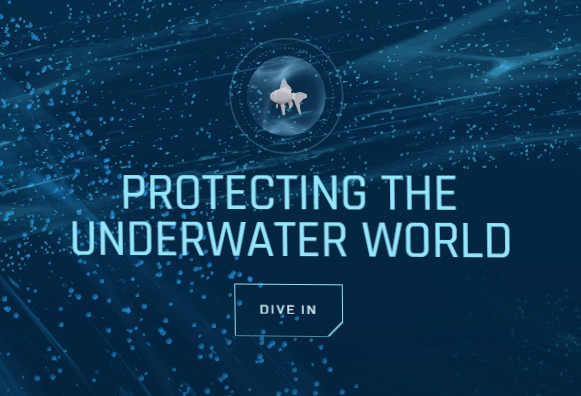 PROTECTING THE
UNDERWATER WORLD
DIVE IN